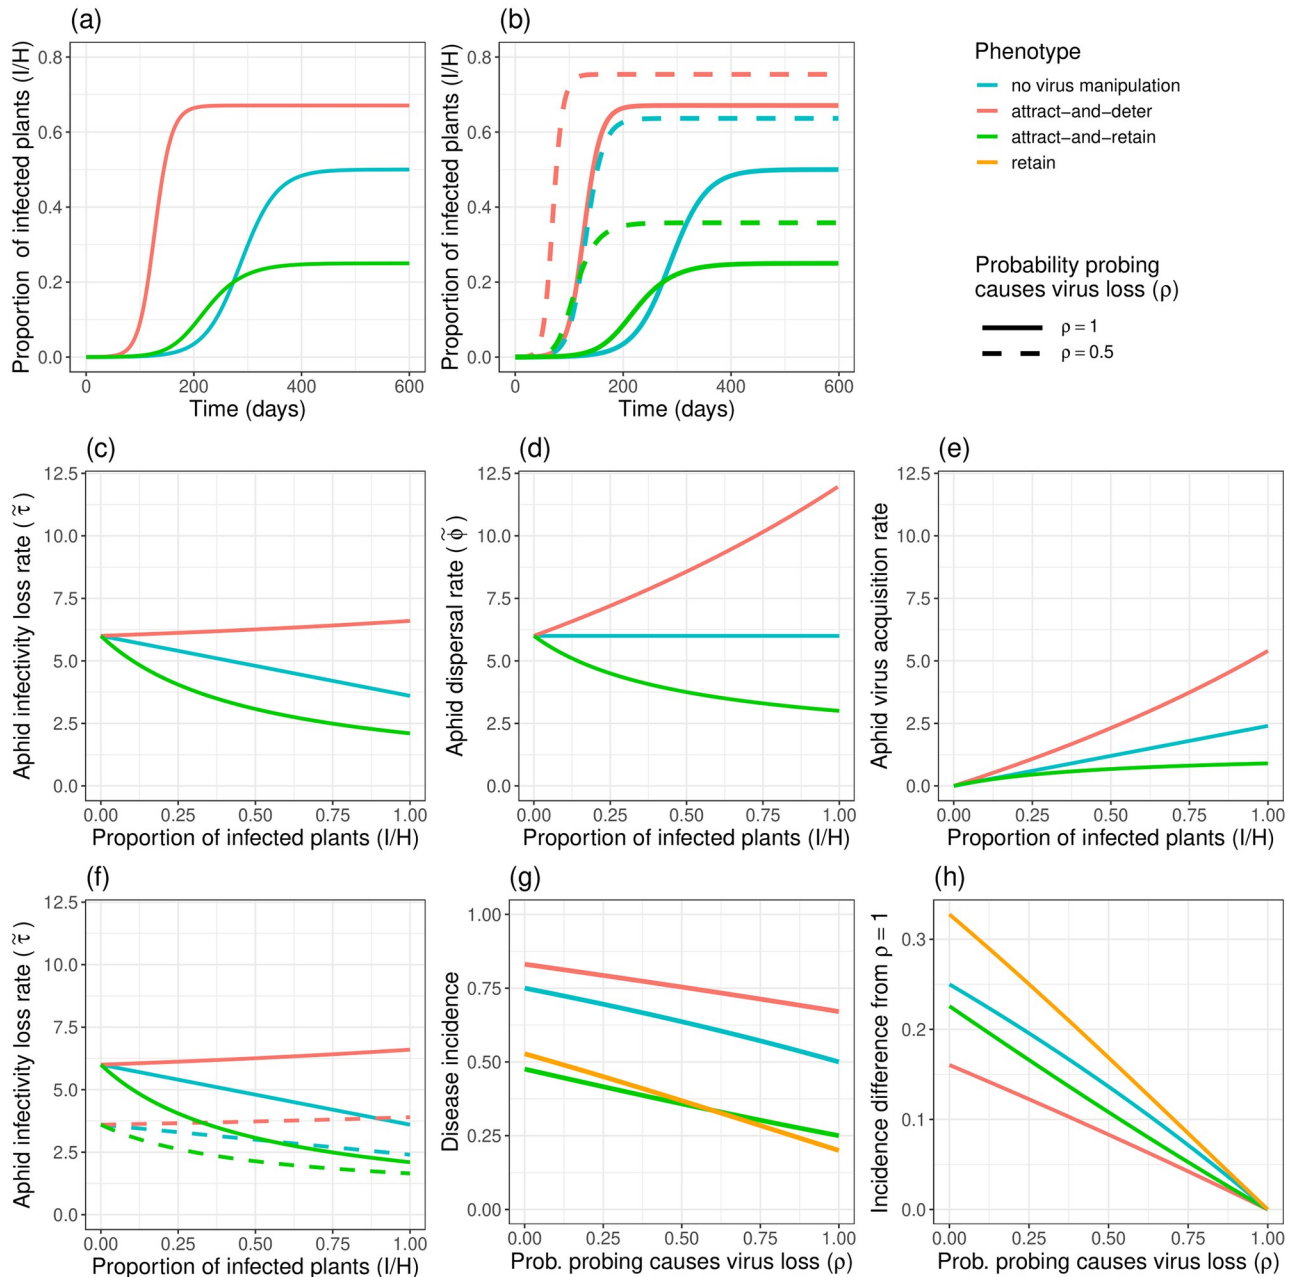 (a)
Proportion of infected plants (I/H)
0.8
0.6
0.4
0.2
0.0
0
200
400
600
Time (days)
(b)
Proportion of infected plants (I/H)
0.8
0.6
0.4
0.2
0.0
0
200
400
600
Time (days)
Phenotype
no virus manipulation
attract−and−deter
attract−and−retain
retain
Probability probing
causes virus loss (ρ)
ρ = 1
ρ = 0.5
(c)
Aphid infectivity loss rate ( τ̃ )
12.5
10.0
7.5
5.0
2.5
0.0
0.00
0.25
0.50
0.75
1.00
Proportion of infected plants (I/H)
(d)
Aphid dispersal rate ( ϕ̃ )
12.5
10.0
7.5
5.0
2.5
0.0
0.00
0.25
0.50
0.75
1.00
Proportion of infected plants (I/H)
(e)
Aphid virus acquisition rate
12.5
10.0
7.5
5.0
2.5
0.0
0.00
0.25
0.50
0.75
1.00
Proportion of infected plants (I/H)
(f)
Aphid infectivity loss rate ( τ̃ )
12.5
10.0
7.5
5.0
2.5
0.0
0.00
0.25
0.50
0.75
1.00
Proportion of infected plants (I/H)
(g)
Disease incidence
1.00
0.75
0.50
0.25
0.00
0.00
0.25
0.50
0.75
1.00
Prob. probing causes virus loss (ρ)
(h)
Incidence difference from ρ = 1
0.3
0.2
0.1
0.0
0.00
0.25
0.50
0.75
1.00
Prob. probing causes virus loss (ρ)